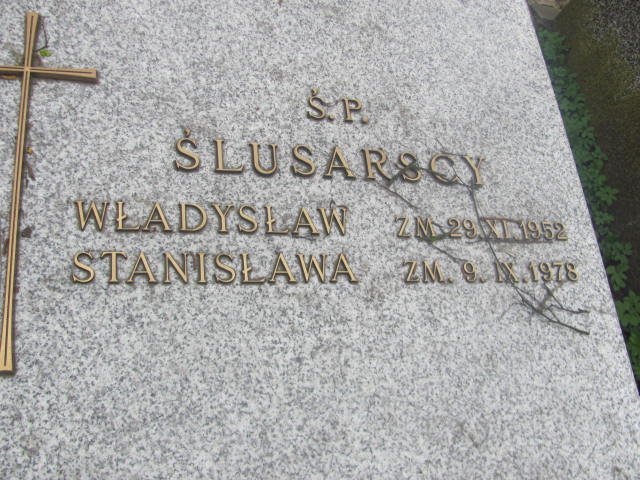 Ś. P.
ŚLUSARSCY
WŁADYSŁAW ZM. 29. XI. 1952
STANISŁAWA ZM. 9. IX. 1978